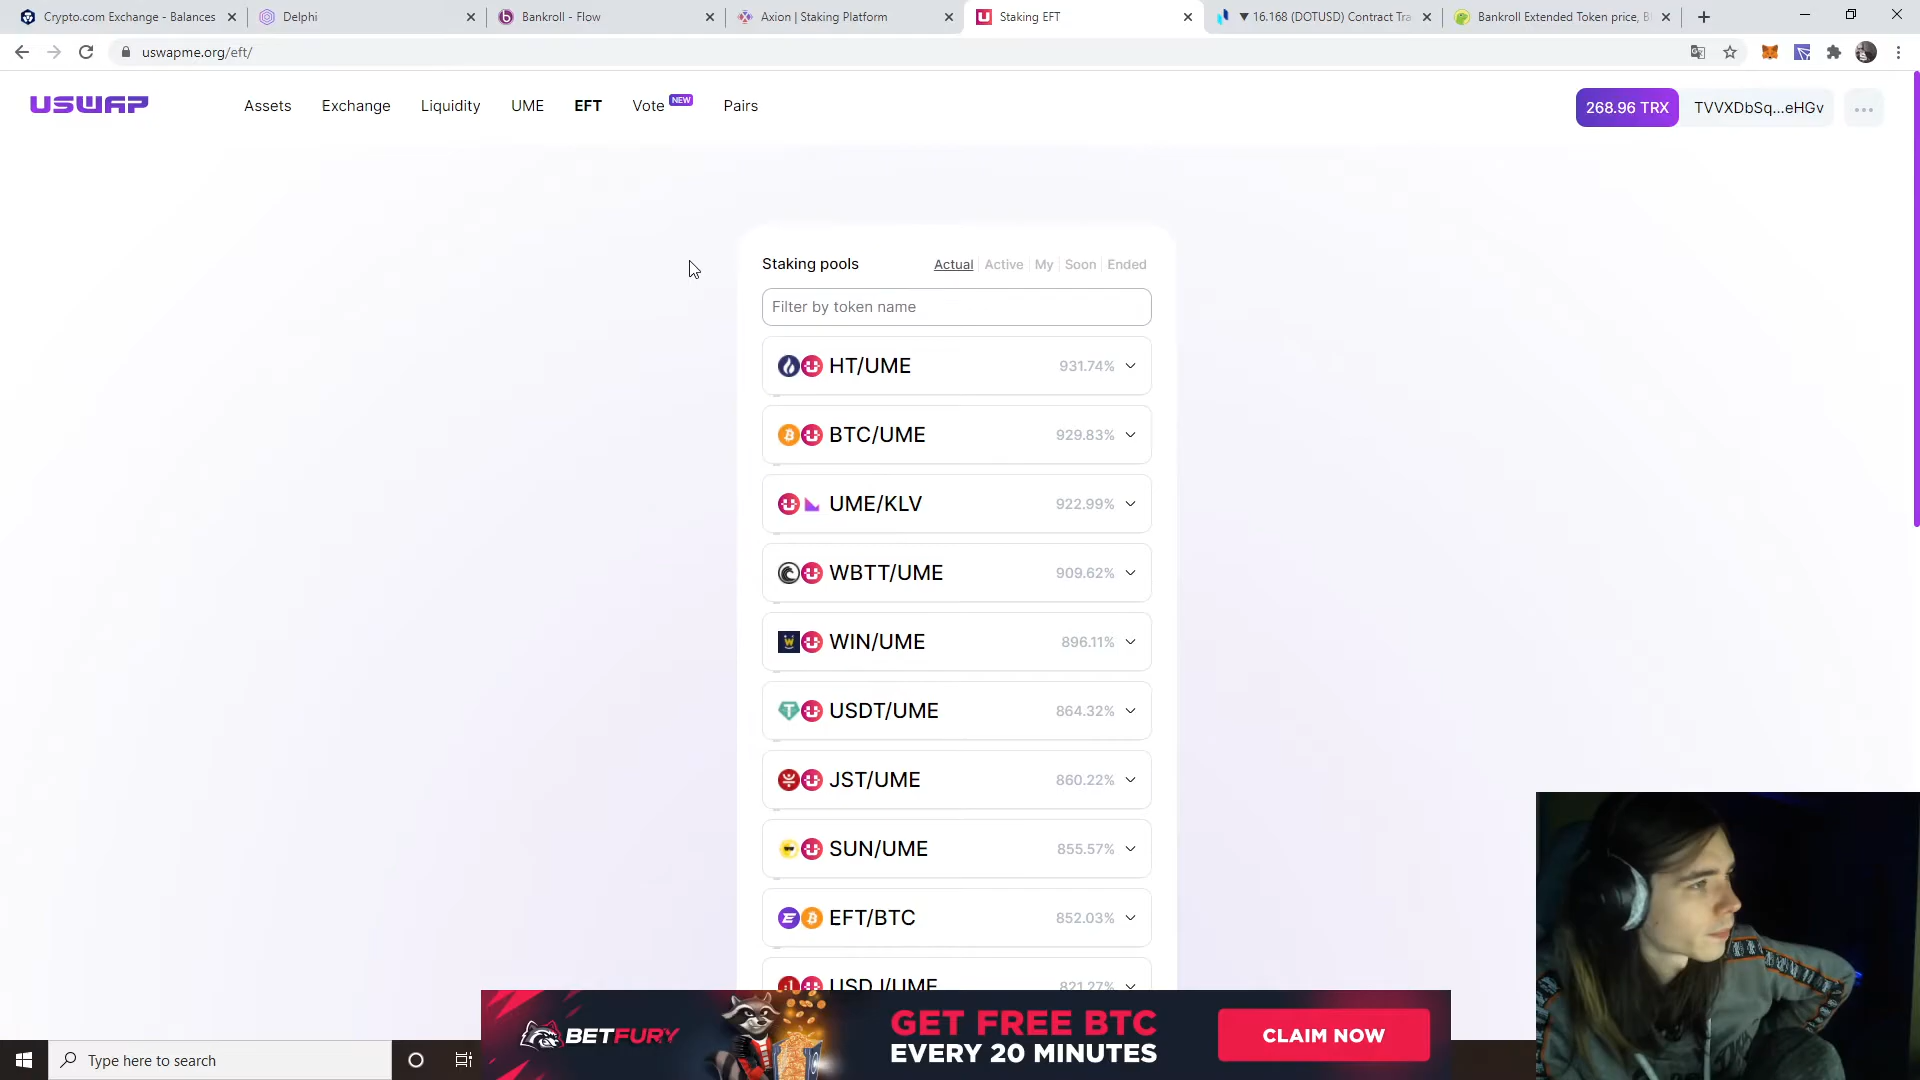 Crypto.com Exchange - Balances
Delphi
Bankroll - Flow
Axion | Staking Platform
Staking EFT
▼ 16.168 (DOTUSD) Contract Tra
Bankroll Extended Token price, B
uswapme.org/eft/
USWAP
Assets
Exchange
Liquidity
UME
EFT
Vote NEW
Pairs
268.96 TRX
TVVXDbSq...eHGv
...
Staking pools
Actual
Active
My
Soon
Ended
Filter by token name
HT/UME 931.74%
BTC/UME 929.83%
UME/KLV 922.99%
WBTT/UME 909.62%
WIN/UME 896.11%
USDT/UME 864.32%
JST/UME 860.22%
SUN/UME 855.57%
EFT/BTC 852.03%
USDJ/UME 821.27%
BETFURY
GET FREE BTC
EVERY 20 MINUTES
CLAIM NOW
Type here to search